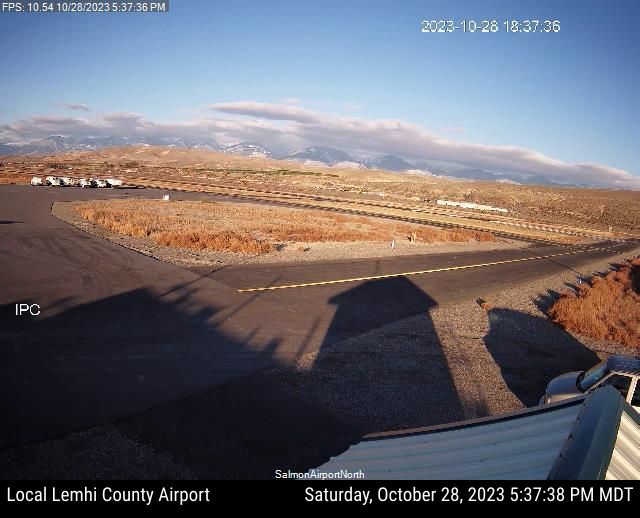 FPS: 10.54 10/28/2023 5:37:36 PM
2023-10-28 18:37:36
IPC
SalmonAirportNorth
Local Lemhi County Airport Saturday, October 28, 2023 5:37:38 PM MDT